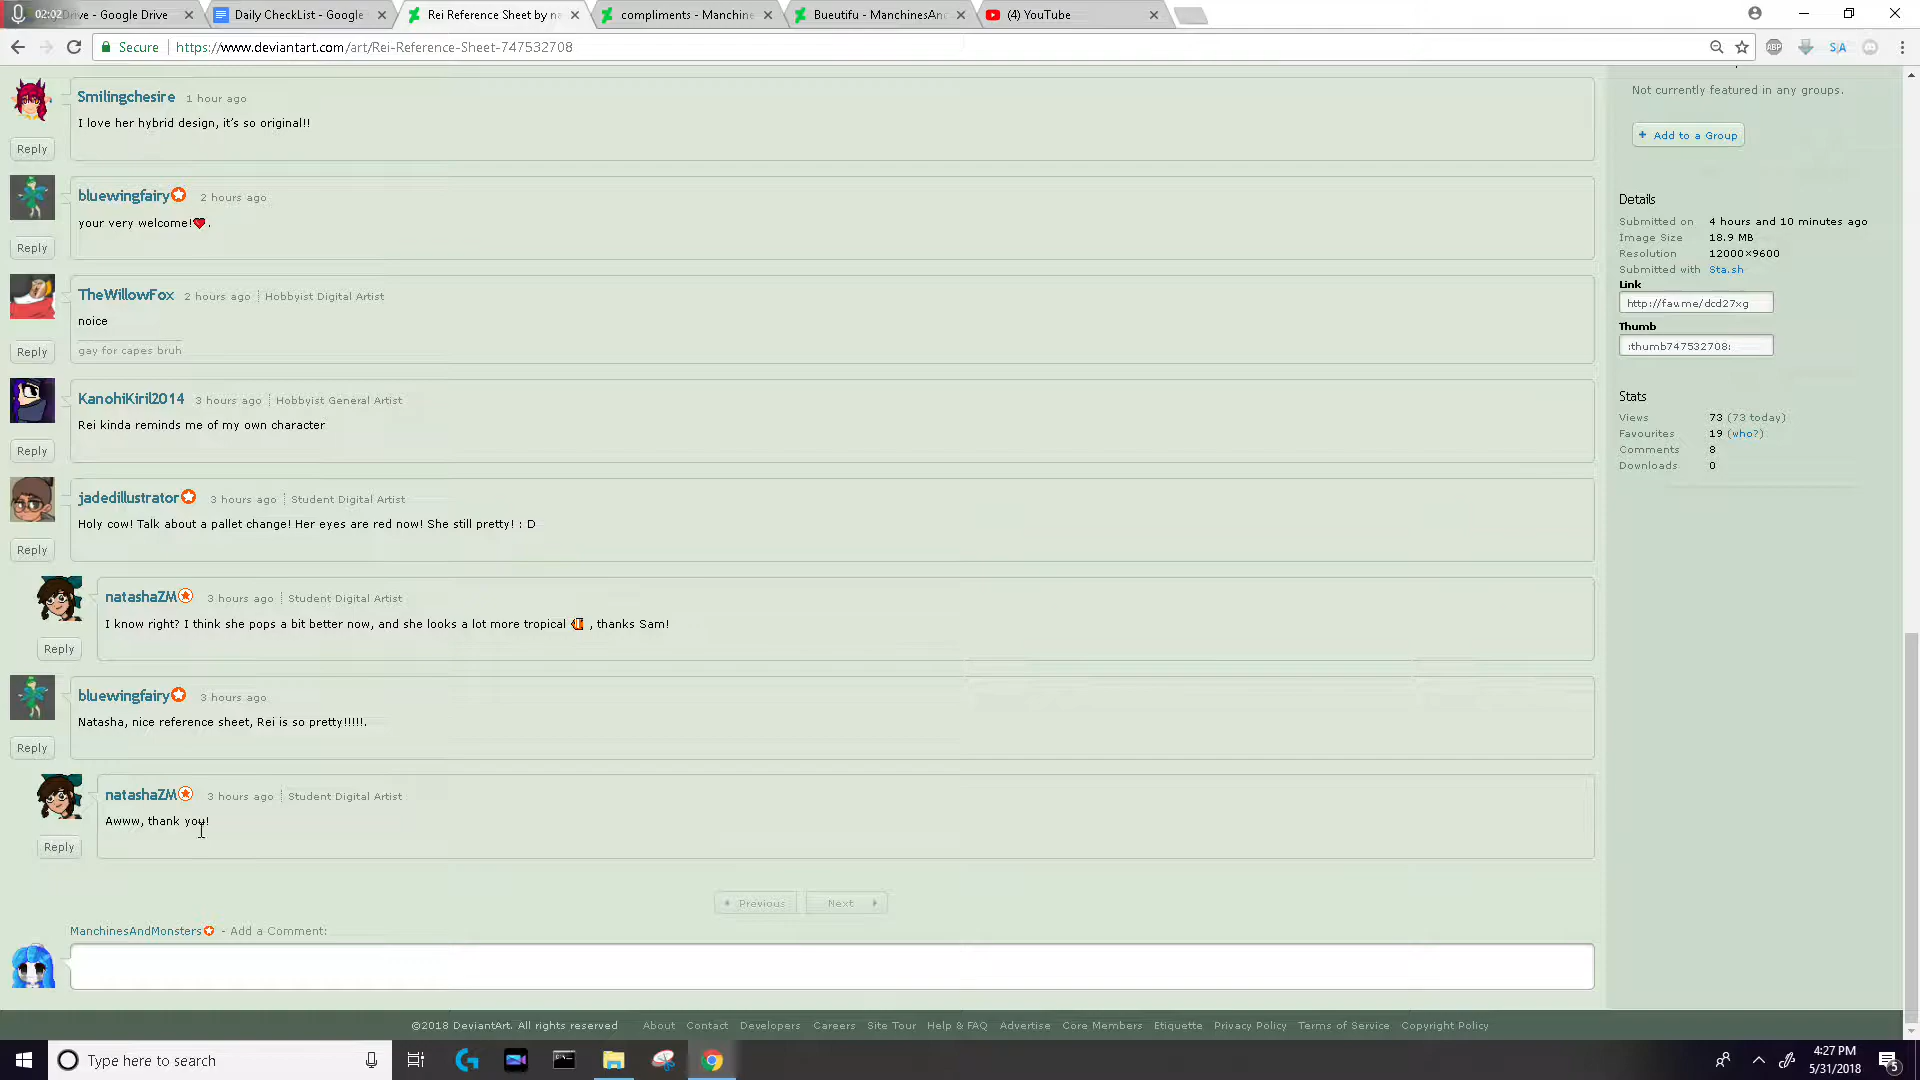 02:02
rive - Google Drive
Daily CheckList - Google
Rei Reference Sheet by n
compliments - Manchine
Bueutifu - ManchinesAn
(4) YouTube
Secure
https://www.deviantart.com/art/Rei-Reference-Sheet-747532708
ABP
S/A
Smilingchesire 1 hour ago
I love her hybrid design, it's so original!!
Reply
bluewingfairy 2 hours ago
your very welcome! .
Reply
TheWillowFox 2 hours ago Hobbyist Digital Artist
noice
gay for capes bruh
Reply
KanohiKiril2014 3 hours ago Hobbyist General Artist
Rei kinda reminds me of my own character
Reply
jadedillustrator 3 hours ago Student Digital Artist
Holy cow! Talk about a pallet change! Her eyes are red now! She still pretty! : D
Reply
natashaZM 3 hours ago Student Digital Artist
I know right? I think she pops a bit better now, and she looks a lot more tropical , thanks Sam!
Reply
bluewingfairy 3 hours ago
Natasha, nice reference sheet, Rei is so pretty!!!!!.
Reply
natashaZM 3 hours ago Student Digital Artist
Awww, thank you!
Reply
Previous
Next
ManchinesAndMonsters - Add a Comment:
Not currently featured in any groups.
+ Add to a Group
Details
Submitted on 4 hours and 10 minutes ago
Image Size 18.9 MB
Resolution 12000×9600
Submitted with Sta.sh
Link
http://fav.me/dcd27xg
Thumb
:thumb747532708:
Stats
Views 73 (73 today)
Favourites 19 (who?)
Comments 8
Downloads 0
©2018 DeviantArt. All rights reserved
About Contact Developers Careers Site Tour Help & FAQ Advertise Core Members Etiquette Privacy Policy Terms of Service Copyright Policy
Type here to search
4:27 PM
5/31/2018
5